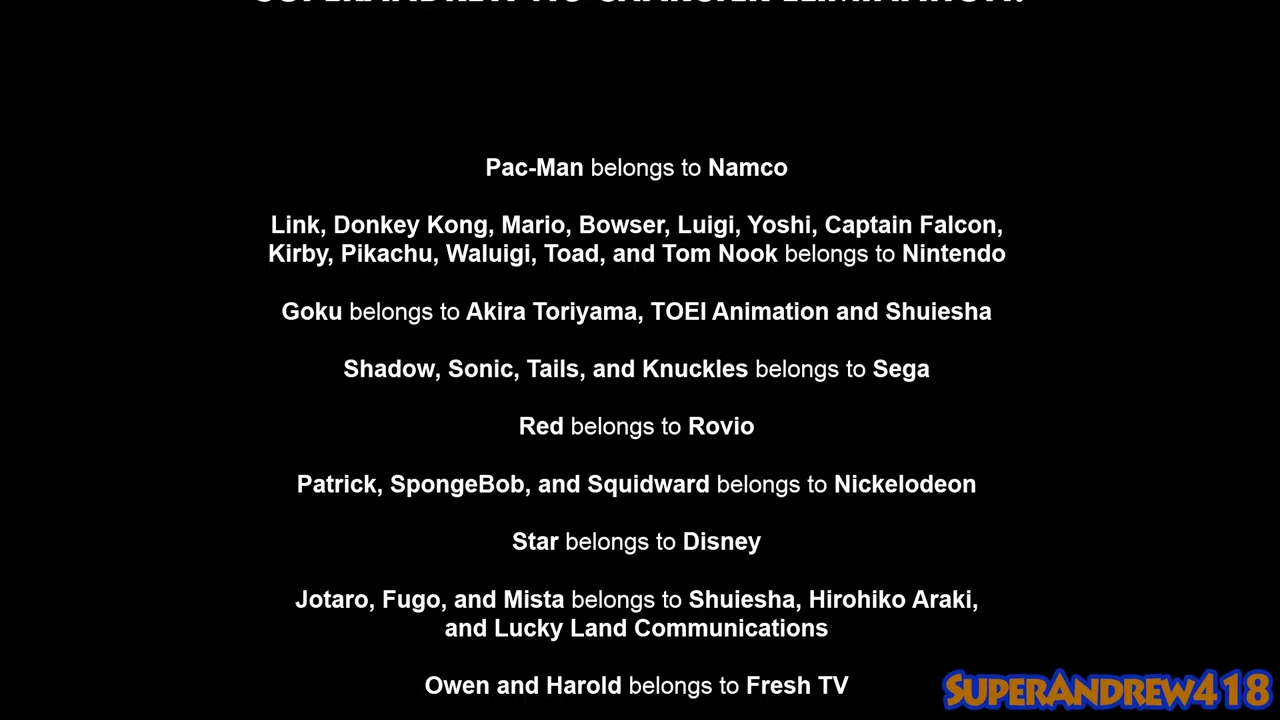 Pac-Man belongs to Namco
Link, Donkey Kong, Mario, Bowser, Luigi, Yoshi, Captain Falcon,
Kirby, Pikachu, Waluigi, Toad, and Tom Nook belongs to Nintendo
Goku belongs to Akira Toriyama, TOEI Animation and Shuiesha
Shadow, Sonic, Tails, and Knuckles belongs to Sega
Red belongs to Rovio
Patrick, SpongeBob, and Squidward belongs to Nickelodeon
Star belongs to Disney
Jotaro, Fugo, and Mista belongs to Shuiesha, Hirohiko Araki,
and Lucky Land Communications
Owen and Harold belongs to Fresh TV
SUPERANDREW418